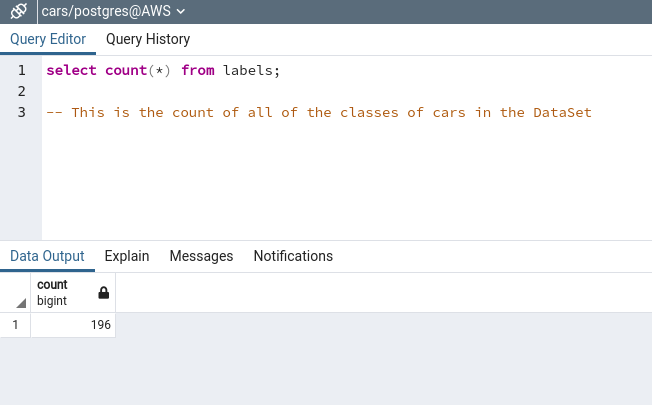 cars/postgres@AWS
Query Editor Query History
1 select count(*) from labels;
2
3 -- This is the count of all of the classes of cars in the DataSet
Data Output Explain Messages Notifications
count
bigint
1 196